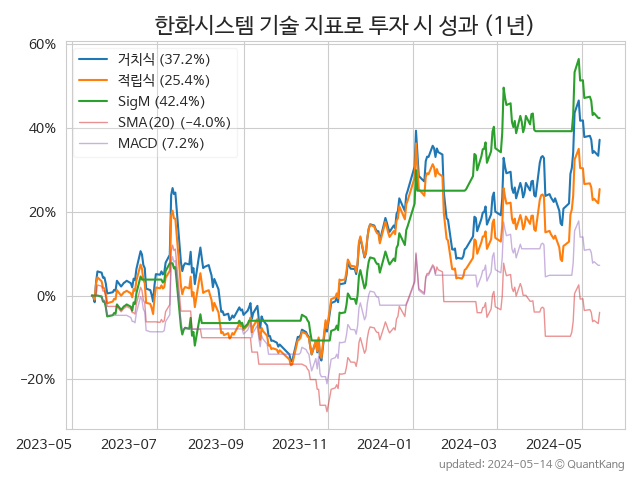 한화시스템 기술 지표로 투자 시 성과 (1년)
60%
40%
20%
0%
−20%
거치식 (37.2%)
적립식 (25.4%)
SigM (42.4%)
SMA(20) (−4.0%)
MACD (7.2%)
2023-05 2023-07 2023-09 2023-11 2024-01 2024-03 2024-05
updated: 2024-05-14 © QuantKang